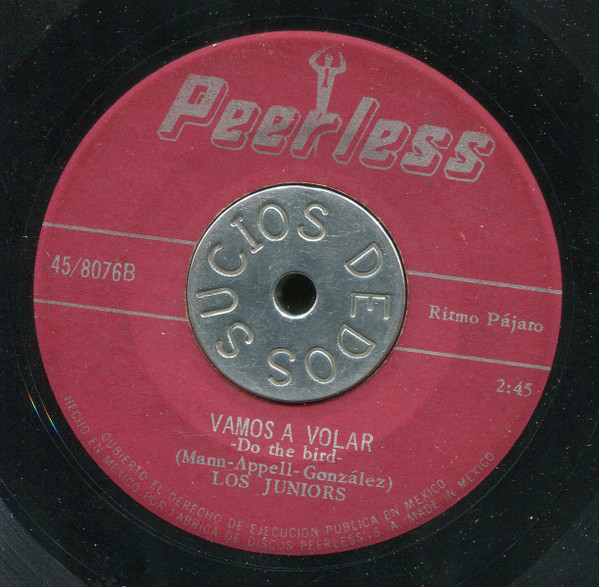 Peerless
45/8076B
Ritmo Pájaro
2:45
DEDOS SUCIOS
VAMOS A VOLAR
-Do the bird-
(Mann-Appell-González)
LOS JUNIORS
CUBIERTO EL DERECHO DE EJECUCION PUBLICA EN MEXICO
HECHO EN MEXICO POR FABRICA DE DISCOS PEERLESS, S. A. MADE IN MEXICO